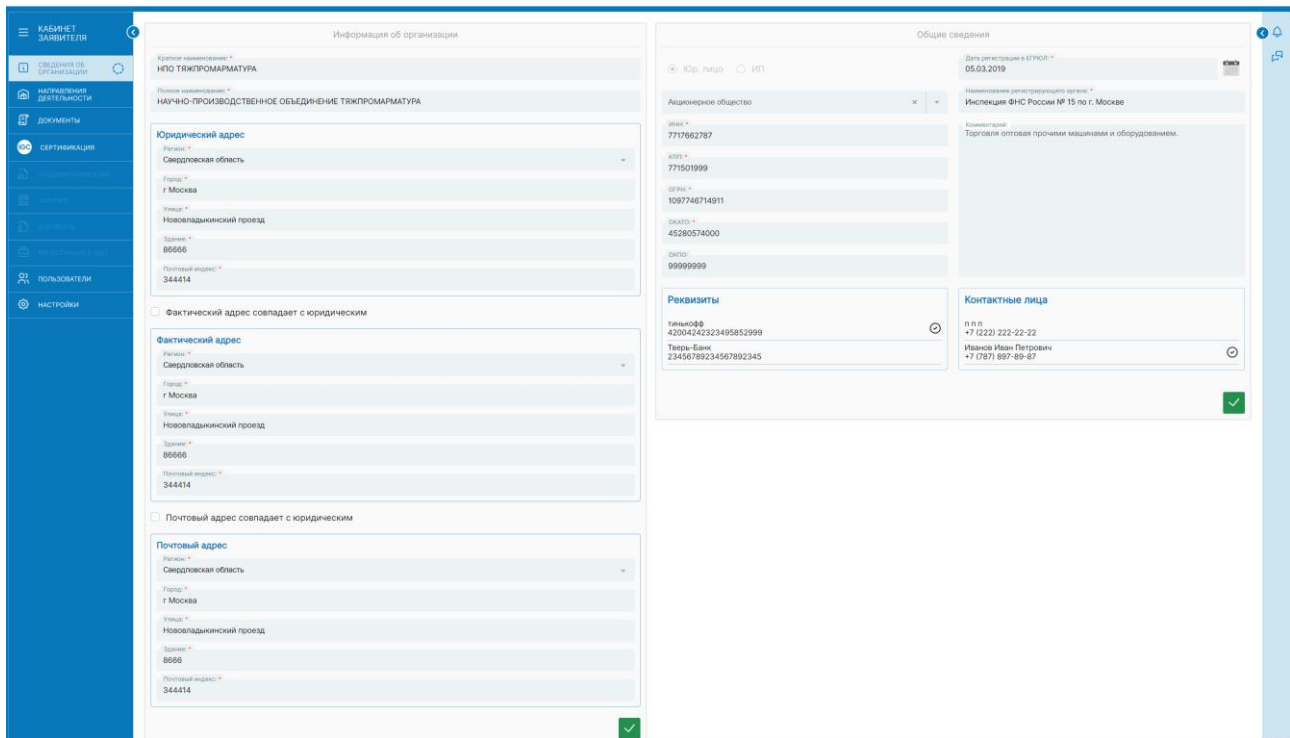 КАБИНЕТ
ЗАЯВИТЕЛЯ
СВЕДЕНИЯ ОБ
ОРГАНИЗАЦИИ
НАПРАВЛЕНИЯ
ДЕЯТЕЛЬНОСТИ
ДОКУМЕНТЫ
СЕРТИФИКАЦИЯ
ПОЛЬЗОВАТЕЛИ
НАСТРОЙКИ
Информация об организации
Краткое наименование: *
НПО ТЯЖПРОМАРМАТУРА
Полное наименование: *
НАУЧНО-ПРОИЗВОДСТВЕННОЕ ОБЪЕДИНЕНИЕ ТЯЖПРОМАРМАТУРА
Юридический адрес
Регион: *
Свердловская область
Город: *
г Москва
Улица: *
Нововладыкинский проезд
Здание: *
86666
Почтовый индекс: *
344414
Фактический адрес совпадает с юридическим
Фактический адрес
Регион: *
Свердловская область
Город: *
г Москва
Улица: *
Нововладыкинский проезд
Здание: *
86666
Почтовый индекс: *
344414
Почтовый адрес совпадает с юридическим
Почтовый адрес
Регион: *
Свердловская область
Город: *
г Москва
Улица: *
Нововладыкинский проезд
Здание: *
8666
Почтовый индекс: *
344414
Общие сведения
Юр. лицо ИП
Акционерное общество
ИНН: *
7717662787
КПП: *
771501999
ОГРН: *
1097746714911
ОКАТО: *
45280574000
ОКПО:
99999999
Дата регистрации в ЕГРЮЛ: *
05.03.2019
Наименование регистрирующего органа: *
Инспекция ФНС России № 15 по г. Москве
Комментарий:
Торговля оптовая прочими машинами и оборудованием.
Реквизиты
тинькофф
42004242323495852999
Тверь-Банк
23456789234567892345
Контактные лица
п п п
+7 (222) 222-22-22
Иванов Иван Петрович
+7 (787) 897-89-87